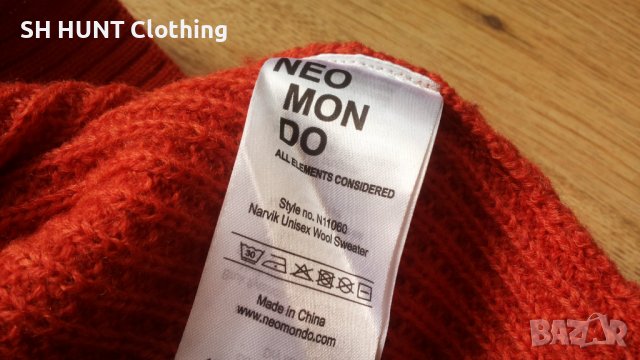 SH HUNT Clothing
NEO
MON
DO
ALL ELEMENTS CONSIDERED
Style no. N11060
Narvik Unisex Wool Sweater
30
Made in China
www.neomondo.com
BAZAR